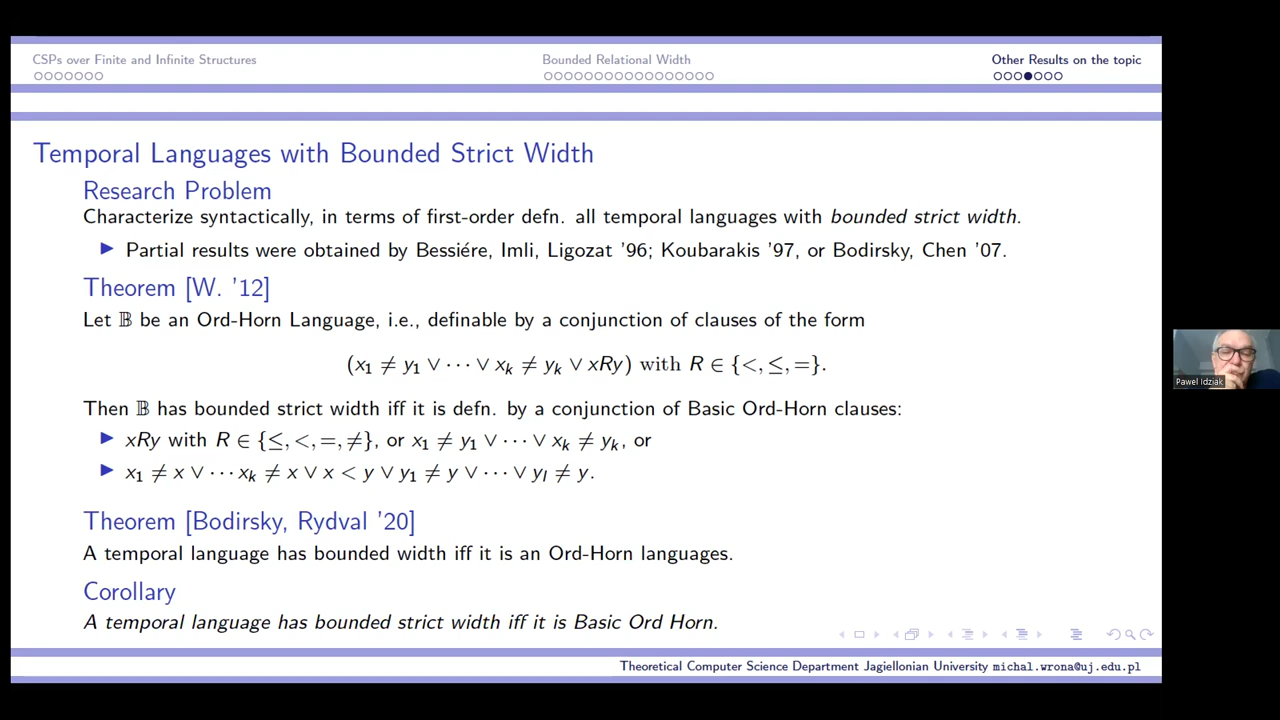 CSPs over Finite and Infinite Structures
Bounded Relational Width
Other Results on the topic
Temporal Languages with Bounded Strict Width
Research Problem
Characterize syntactically, in terms of first-order defn. all temporal languages with bounded strict width.
Partial results were obtained by Bessiére, Imli, Ligozat '96; Koubarakis '97, or Bodirsky, Chen '07.
Theorem [W. '12]
Let 𝔹 be an Ord-Horn Language, i.e., definable by a conjunction of clauses of the form
(x₁ ≠ y₁ ∨ ⋯ ∨ xₖ ≠ yₖ ∨ xRy) with R ∈ {<, ≤, =}.
Then 𝔹 has bounded strict width iff it is defn. by a conjunction of Basic Ord-Horn clauses:
xRy with R ∈ {≤, <, =, ≠}, or x₁ ≠ y₁ ∨ ⋯ ∨ xₖ ≠ yₖ, or
x₁ ≠ x ∨ ⋯ xₖ ≠ x ∨ x < y ∨ y₁ ≠ y ∨ ⋯ ∨ yₗ ≠ y.
Theorem [Bodirsky, Rydval '20]
A temporal language has bounded width iff it is an Ord-Horn languages.
Corollary
A temporal language has bounded strict width iff it is Basic Ord Horn.
Theoretical Computer Science Department Jagiellonian University michal.wrona@uj.edu.pl
Pawel Idziak